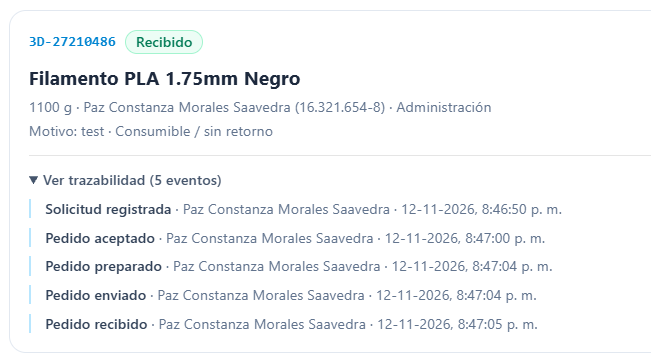 3D-27210486 Recibido
Filamento PLA 1.75mm Negro
1100 g · Paz Constanza Morales Saavedra (16.321.654-8) · Administración
Motivo: test · Consumible / sin retorno
▼ Ver trazabilidad (5 eventos)
Solicitud registrada · Paz Constanza Morales Saavedra · 12-11-2026, 8:46:50 p. m.
Pedido aceptado · Paz Constanza Morales Saavedra · 12-11-2026, 8:47:00 p. m.
Pedido preparado · Paz Constanza Morales Saavedra · 12-11-2026, 8:47:04 p. m.
Pedido enviado · Paz Constanza Morales Saavedra · 12-11-2026, 8:47:04 p. m.
Pedido recibido · Paz Constanza Morales Saavedra · 12-11-2026, 8:47:05 p. m.